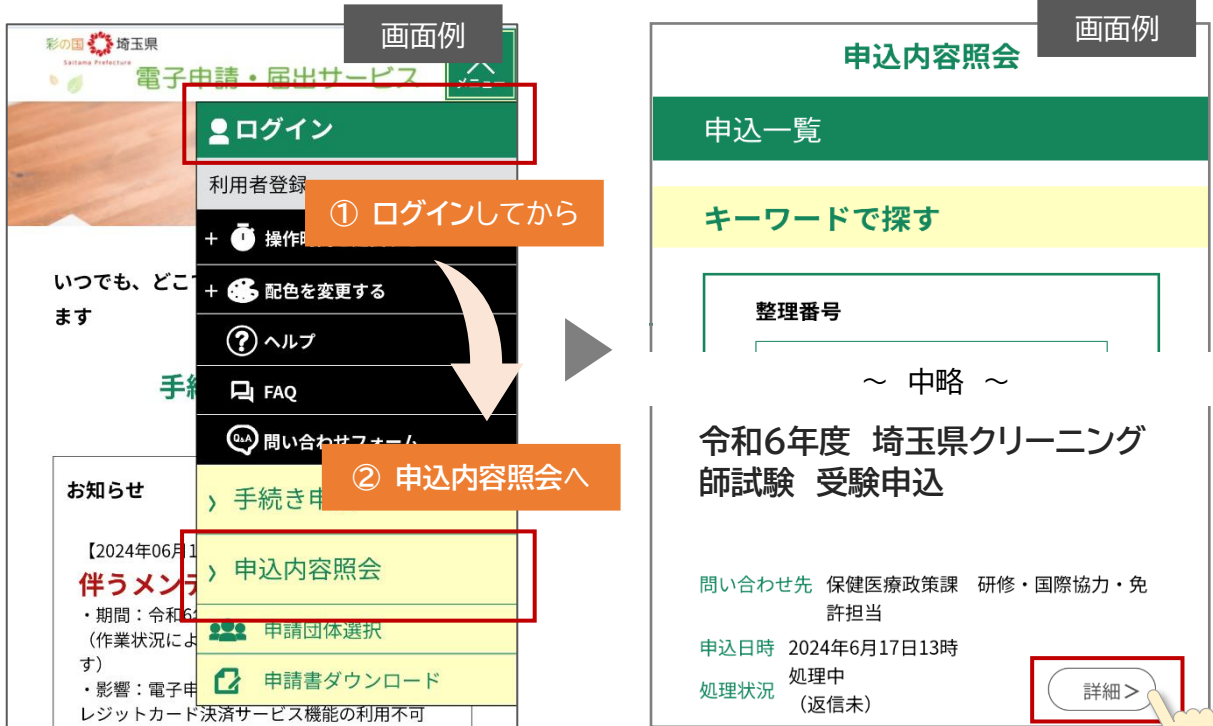 画面例
彩の国 埼玉県
Saitama Prefecture
電子申請・届出サービス
メニュー
ログイン
利用者登録
① ログインしてから
+ 操作時
+ 配色を変更する
いつでも、どこで
ます
ヘルプ
手続
FAQ
問い合わせフォーム
② 申込内容照会へ
お知らせ
› 手続き申
【2024年06月1
› 申込内容照会
伴うメンテ
・期間：令和6
（作業状況によ
す）
申請団体選択
・影響：電子申
申請書ダウンロード
レジットカード決済サービス機能の利用不可
画面例
申込内容照会
申込一覧
キーワードで探す
整理番号
～ 中略 ～
令和6年度 埼玉県クリーニング
師試験 受験申込
問い合わせ先 保健医療政策課 研修・国際協力・免
許担当
申込日時 2024年6月17日13時
処理状況 処理中
（返信未）
詳細>